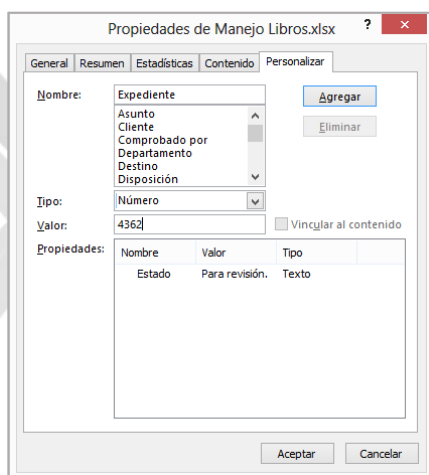 Propiedades de Manejo Libros.xlsx ? ×
General Resumen Estadísticas Contenido Personalizar
Nombre: Expediente Agregar
Asunto
Cliente
Comprobado por
Departamento
Destino
Disposición
Eliminar
Tipo: Número
Valor: 4362 Vincular al contenido
Propiedades: Nombre Valor Tipo
Estado Para revisión. Texto
Aceptar Cancelar